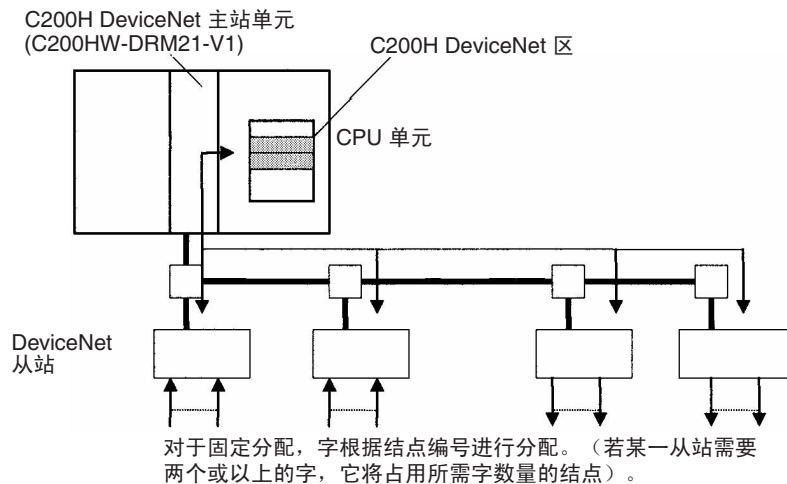 C200H DeviceNet 主站单元
(C200HW-DRM21-V1)
C200H DeviceNet 区
CPU 单元
DeviceNet
从站
对于固定分配，字根据结点编号进行分配。（若某一从站需要
两个或以上的字，它将占用所需字数量的结点）。